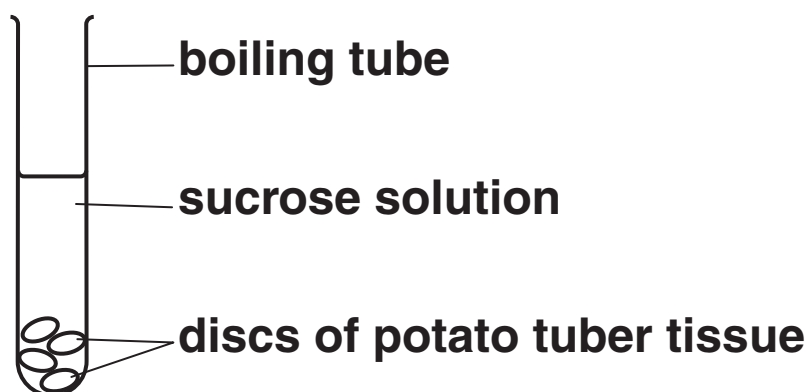 boiling tube
sucrose solution
discs of potato tuber tissue